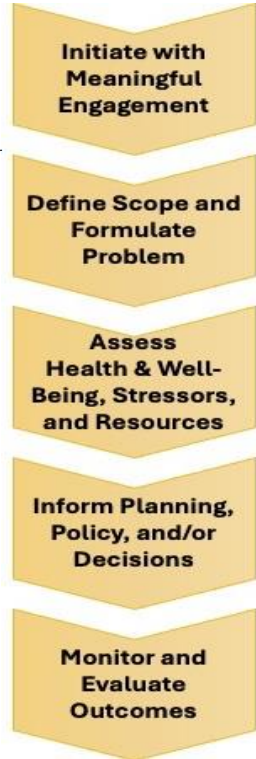 Initiate with
Meaningful
Engagement
Define Scope and
Formulate
Problem
Assess
Health & Well-
Being, Stressors,
and Resources
Inform Planning,
Policy, and/or
Decisions
Monitor and
Evaluate
Outcomes